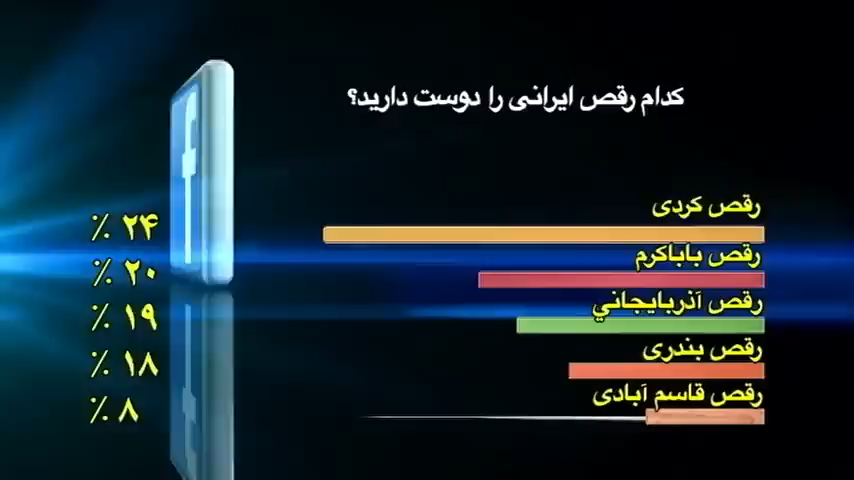 کدام رقص ایرانی را دوست دارید؟
رقص کردی
٪ ۲۴
رقص باباکرم
٪ ۲۰
رقص آذربایجاني
٪ ۱۹
رقص بندری
٪ ۱۸
رقص قاسم آبادی
٪ ۸
f